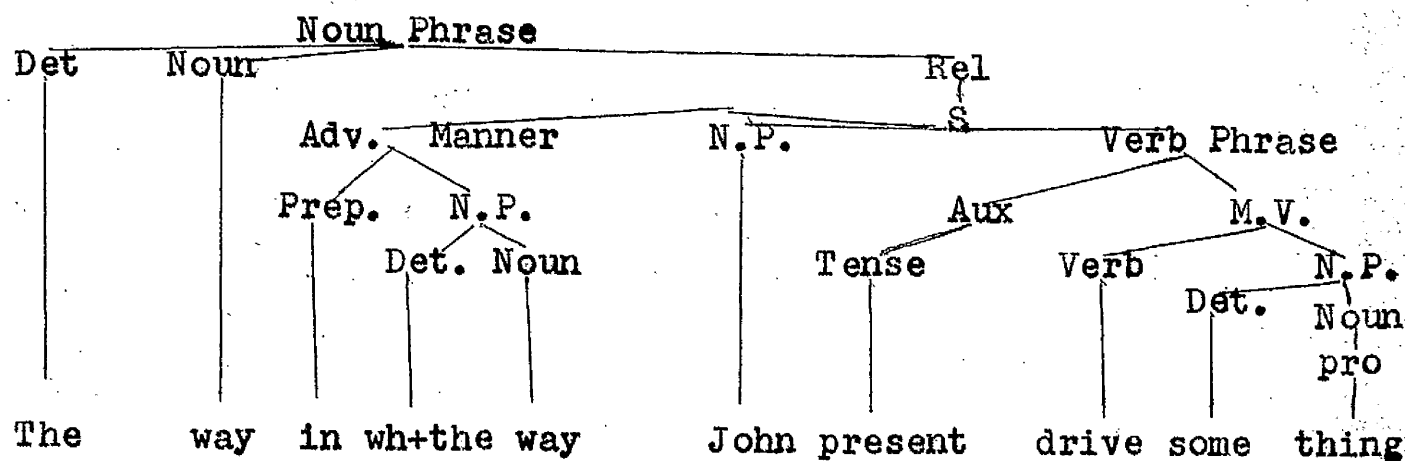 Noun Phrase
Det Noun Rel
S
Adv. Manner N.P. Verb Phrase
Prep. N.P. Aux M.V.
Det. Noun Tense Verb N.P.
Det. Noun
pro
The way in wh+the way John present drive some thing